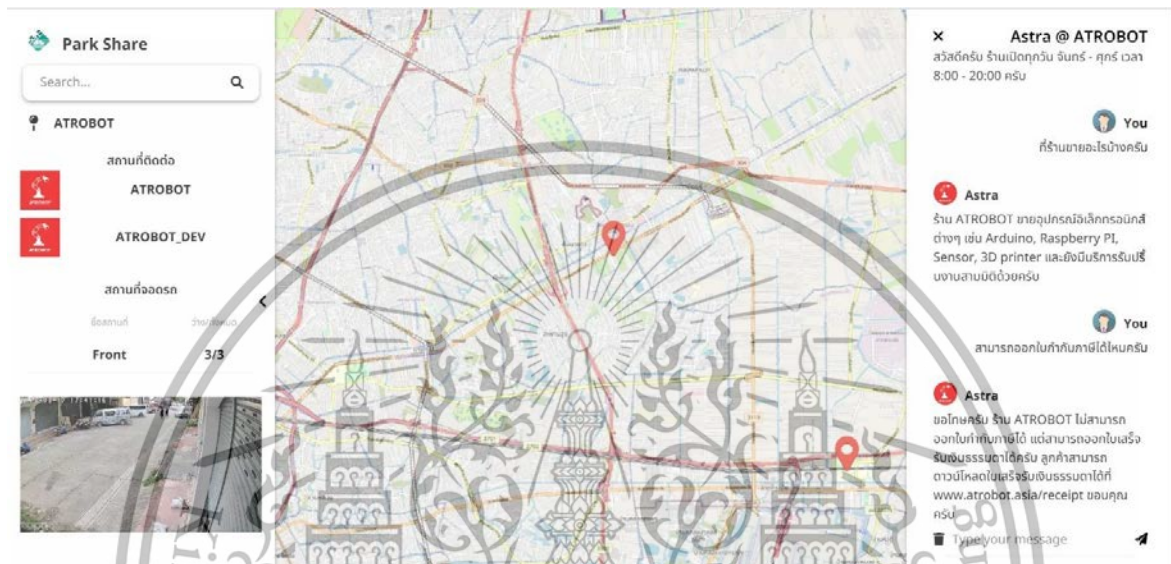 Park Share
Search...
ATROBOT
สถานที่ติดต่อ
ATROBOT
ATROBOT_DEV
สถานที่จอดรถ
ชื่อสถานที่ ว่าง/ทั้งหมด
Front 3/3
Astra @ ATROBOT
สวัสดีครับ ร้านเปิดทุกวัน จันทร์ - ศุกร์ เวลา
8:00 - 20:00 ครับ
You
ที่ร้านขายอะไรบ้างครับ
Astra
ร้าน ATROBOT ขายอุปกรณ์อิเล็กทรอนิกส์
ต่างๆ เช่น Arduino, Raspberry PI,
Sensor, 3D printer และยังมีบริการรับปริ้
นงานสามมิติด้วยครับ
You
สามารถออกใบกำกับภาษีได้ไหมครับ
Astra
ขอโทษครับ ร้าน ATROBOT ไม่สามารถ
ออกใบกำกับภาษีได้ แต่สามารถออกใบเสร็จ
รับเงินธรรมดาได้ครับ ลูกค้าสามารถ
ดาวน์โหลดใบเสร็จรับเงินธรรมดาได้ที่
www.atrobot.asia/receipt ขอบคุณ
ครับ
Type your message